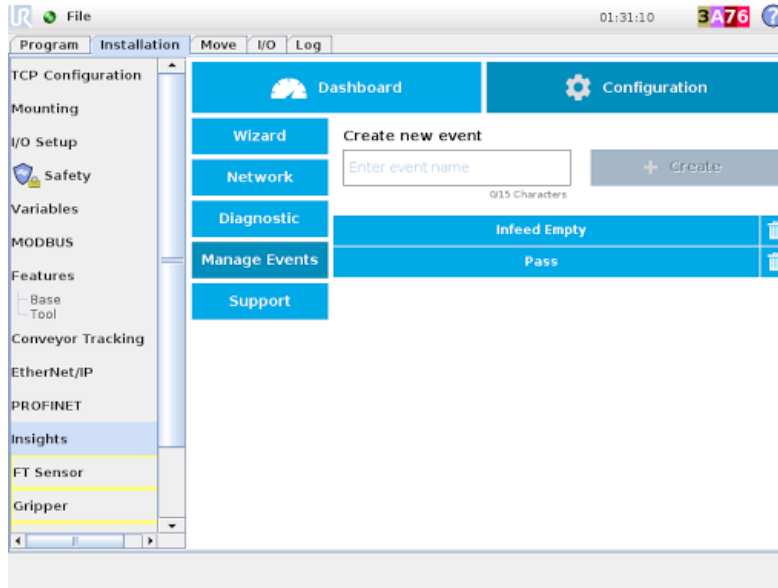 UR File 01:31:10 3A76 ?
Program Installation Move I/O Log
TCP Configuration
Mounting
I/O Setup
Safety
Variables
MODBUS
Features
Base
Tool
Conveyor Tracking
EtherNet/IP
PROFINET
Insights
FT Sensor
Gripper
Dashboard Configuration
Wizard
Network
Diagnostic
Manage Events
Support
Create new event
Enter event name + Create
0/15 Characters
Infeed Empty
Pass